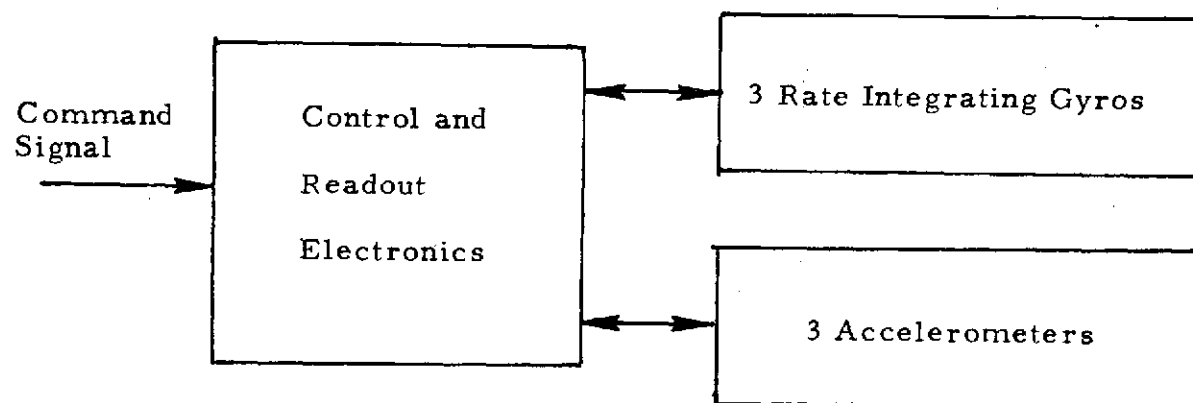 Command
Signal
Control and
Readout
Electronics
3 Rate Integrating Gyros
3 Accelerometers